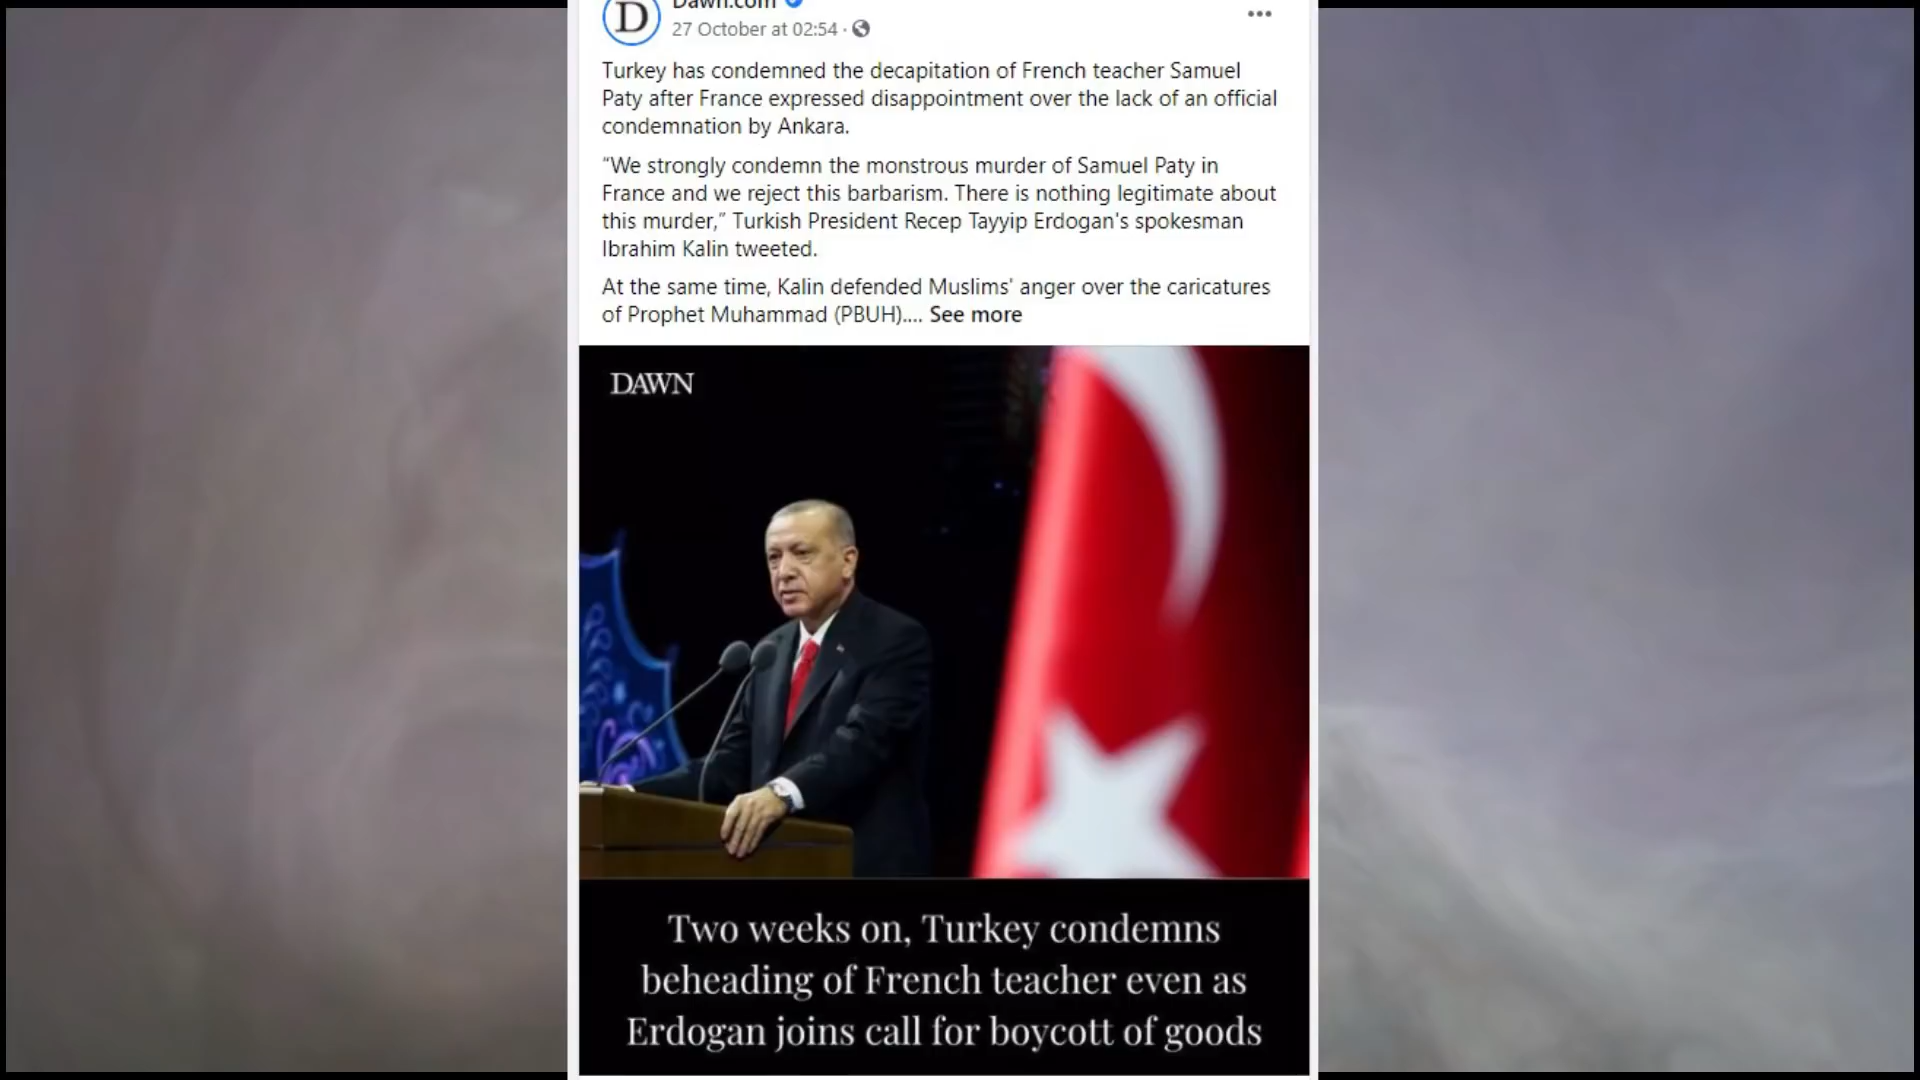 Dawn.com
27 October at 02:54 ·
Turkey has condemned the decapitation of French teacher Samuel
Paty after France expressed disappointment over the lack of an official
condemnation by Ankara.
“We strongly condemn the monstrous murder of Samuel Paty in
France and we reject this barbarism. There is nothing legitimate about
this murder,” Turkish President Recep Tayyip Erdogan's spokesman
Ibrahim Kalin tweeted.
At the same time, Kalin defended Muslims' anger over the caricatures
of Prophet Muhammad (PBUH).... See more
DAWN
Two weeks on, Turkey condemns
beheading of French teacher even as
Erdogan joins call for boycott of goods